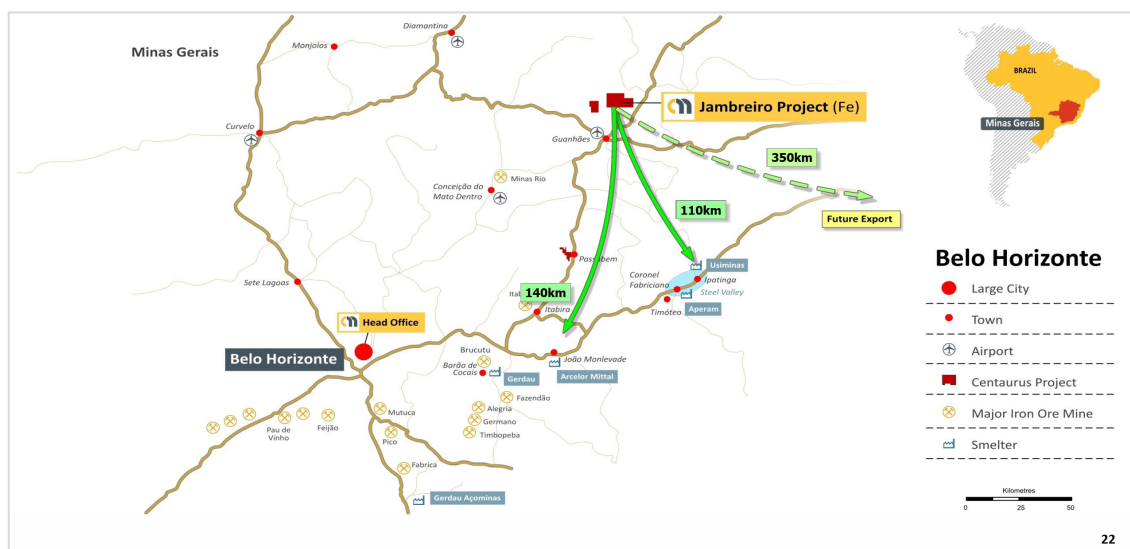 Minas Gerais
Diamantina
Monjolos
Curvelo
Jambreiro Project (Fe)
Guanhães
350km
Minas Rio
Conceição do
Mato Dentro
110km
Future Export
Passabem
Usiminas
Coronel
Fabriciano
Ipatinga
Steel Valley
Sete Lagoas
140km
Itabira
Timóteo
Aperam
Head Office
Belo Horizonte
Brucutu
Barão de
Cocais
Gerdau
João Monlevade
Arcelor Mittal
Fazendão
Mutuca
Alegria
Germano
Timbopeba
Pau de
Vinho
Feijão
Pico
Fabrica
Gerdau Açominas
BRAZIL
Minas Gerais
Belo Horizonte
Large City
Town
Airport
Centaurus Project
Major Iron Ore Mine
Smelter
Kilometres
0 25 50
22